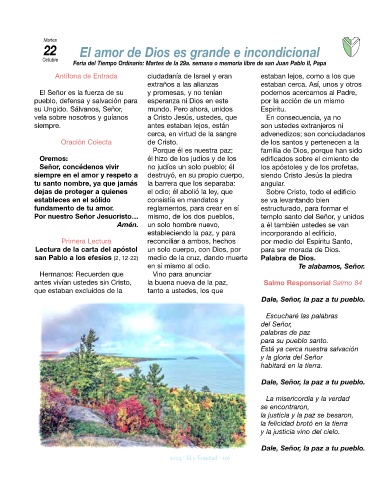 Martes
22
Octubre
El amor de Dios es grande e incondicional
Feria del Tiempo Ordinario: Martes de la 29a. semana o memoria libre de san Juan Pablo II, Papa
Antífona de Entrada
El Señor es la fuerza de su
pueblo, defensa y salvación para
su Ungido. Sálvanos, Señor,
vela sobre nosotros y guíanos
siempre.
Oración Colecta
Oremos:
Señor, concédenos vivir
siempre en el amor y respeto a
tu santo nombre, ya que jamás
dejas de proteger a quienes
estableces en el sólido
fundamento de tu amor.
Por nuestro Señor Jesucristo...
Amén.
Primera Lectura
Lectura de la carta del apóstol
san Pablo a los efesios (2, 12-22)
Hermanos: Recuerden que
antes vivían ustedes sin Cristo,
que estaban excluidos de la
ciudadanía de Israel y eran
extraños a las alianzas
y promesas, y no tenían
esperanza ni Dios en este
mundo. Pero ahora, unidos
a Cristo Jesús, ustedes, que
antes estaban lejos, están
cerca, en virtud de la sangre
de Cristo.
Porque él es nuestra paz;
él hizo de los judíos y de los
no judíos un solo pueblo; él
destruyó, en su propio cuerpo,
la barrera que los separaba:
el odio; él abolió la ley, que
consistía en mandatos y
reglamentos, para crear en sí
mismo, de los dos pueblos,
un solo hombre nuevo,
estableciendo la paz, y para
reconciliar a ambos, hechos
un solo cuerpo, con Dios, por
medio de la cruz, dando muerte
en sí mismo al odio.
Vino para anunciar
la buena nueva de la paz,
tanto a ustedes, los que
estaban lejos, como a los que
estaban cerca. Así, unos y otros
podemos acercarnos al Padre,
por la acción de un mismo
Espíritu.
En consecuencia, ya no
son ustedes extranjeros ni
advenedizos; son conciudadanos
de los santos y pertenecen a la
familia de Dios, porque han sido
edificados sobre el cimiento de
los apóstoles y de los profetas,
siendo Cristo Jesús la piedra
angular.
Sobre Cristo, todo el edificio
se va levantando bien
estructurado, para formar el
templo santo del Señor, y unidos
a él también ustedes se van
incorporando al edificio,
por medio del Espíritu Santo,
para ser morada de Dios.
Palabra de Dios.
Te alabamos, Señor.
Salmo Responsorial Salmo 84
Dale, Señor, la paz a tu pueblo.
Escucharé las palabras
del Señor,
palabras de paz
para su pueblo santo.
Está ya cerca nuestra salvación
y la gloria del Señor
habitará en la tierra.
Dale, Señor, la paz a tu pueblo.
La misericordia y la verdad
se encontraron,
la justicia y la paz se besaron,
la felicidad brotó en la tierra
y la justicia vino del cielo.
Dale, Señor, la paz a tu pueblo.